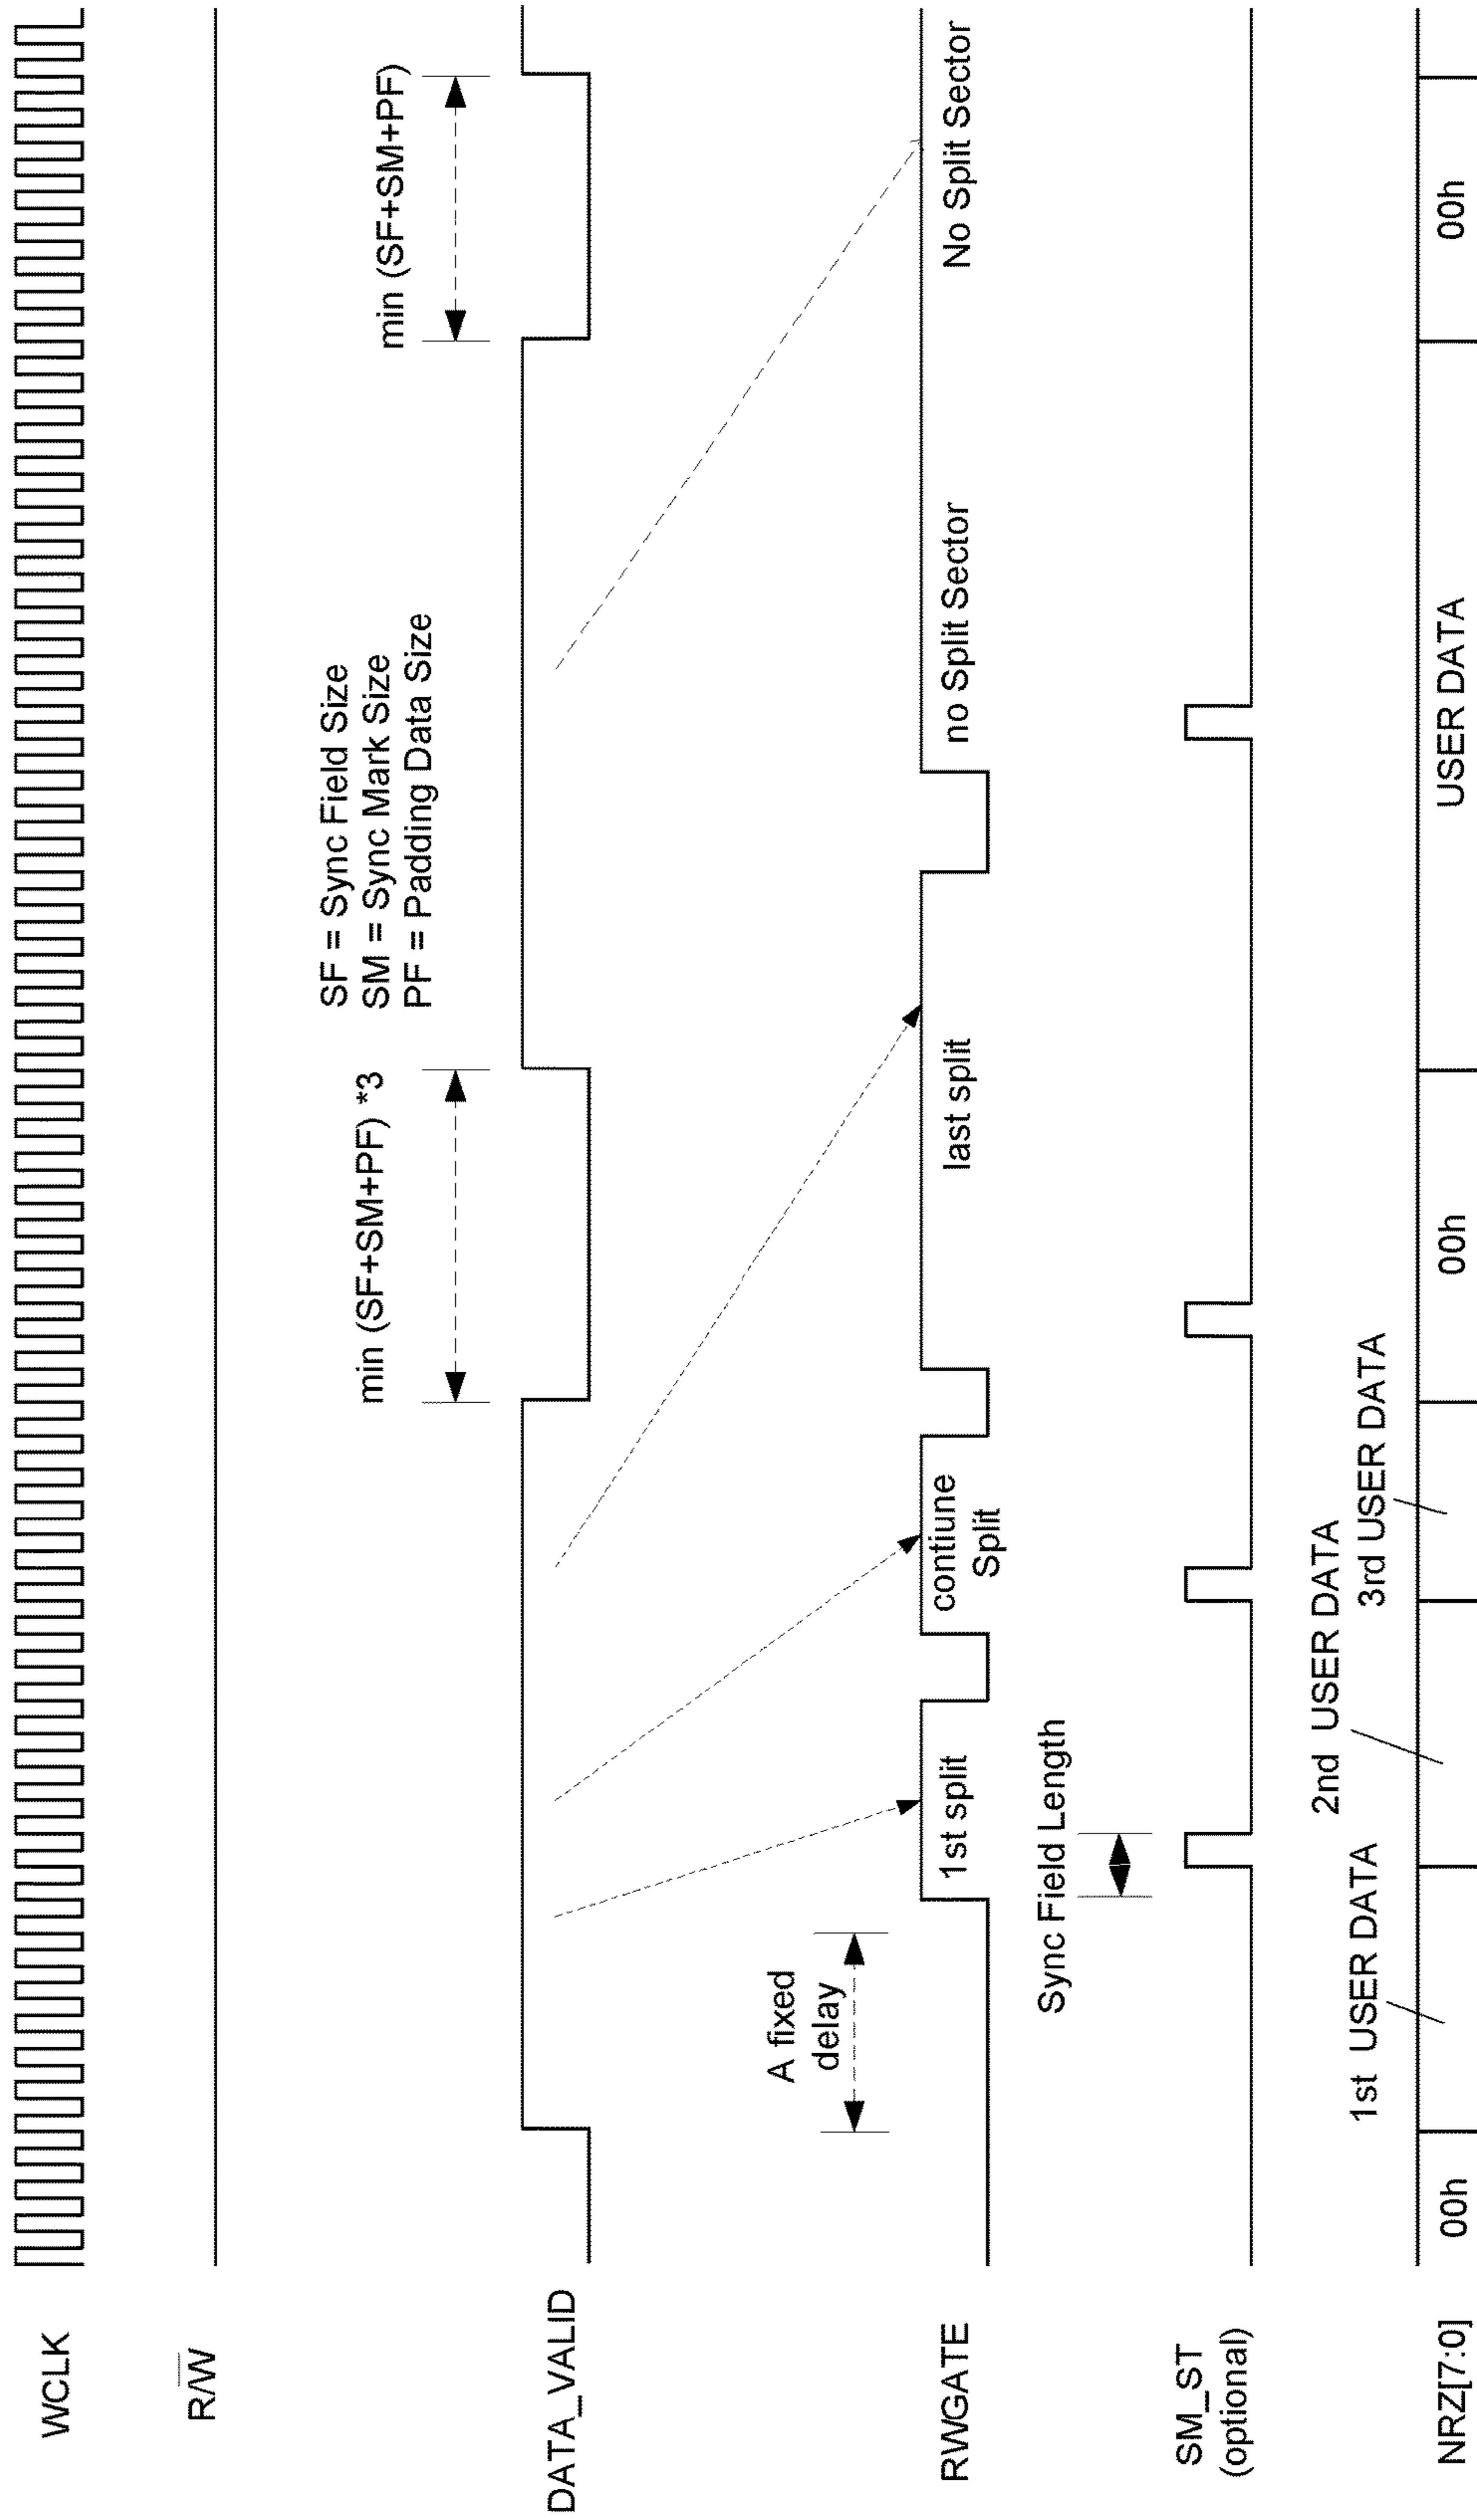 WCLK
R/W
min (SF+SM+PF) *3
SF = Sync Field Size
SM = Sync Mark Size
PF = Padding Data Size
min (SF+SM+PF)
DATA_VALID
A fixed
delay
RWGATE
1st split
contiune
Split
last split
no Split Sector
No Split Sector
Sync Field Length
SM_ST
(optional)
1st USER DATA
2nd USER DATA
3rd USER DATA
NRZ[7:0]
00h
00h
USER DATA
00h